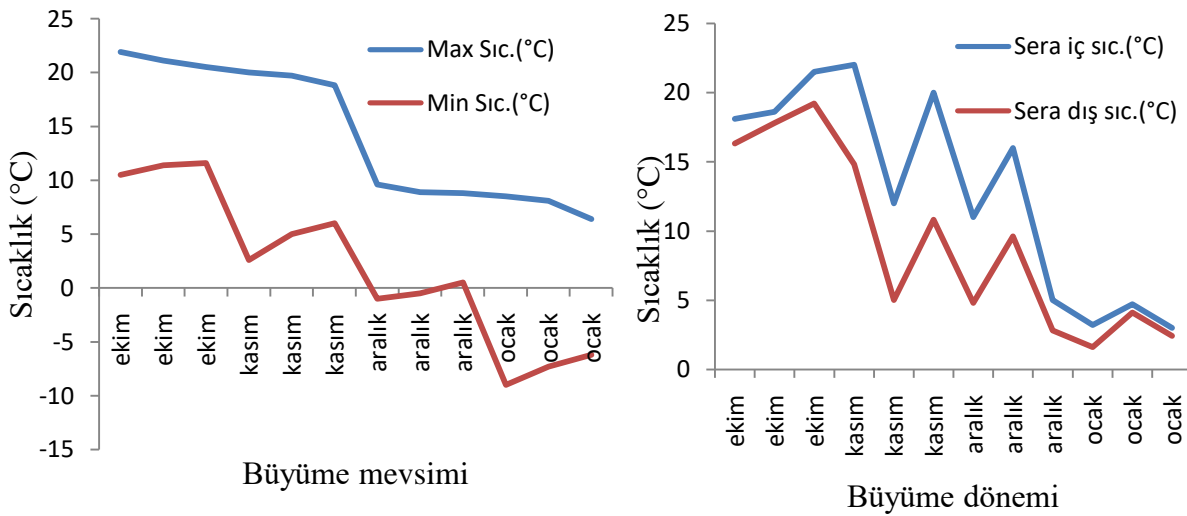 25
20
15
10
5
0
-5
-10
-15
Sıcaklık (°C)
Max Sıc.(°C)
Min Sıc.(°C)
ekim
ekim
ekim
kasım
kasım
kasım
aralık
aralık
aralık
ocak
ocak
ocak
Büyüme mevsimi
25
20
15
10
5
0
Sıcaklık (°C)
Sera iç sıc.(°C)
Sera dış sıc.(°C)
ekim
ekim
ekim
kasım
kasım
kasım
aralık
aralık
aralık
ocak
ocak
ocak
Büyüme dönemi